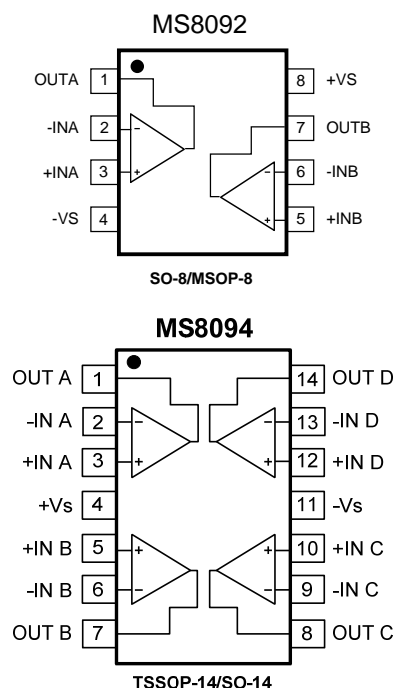 MS8092
OUTA 1 8 +VS
-INA 2 − 7 OUTB
+INA 3 + − 6 -INB
-VS 4 + 5 +INB
SO-8/MSOP-8
MS8094
OUT A 1 14 OUT D
-IN A 2 − − 13 -IN D
+IN A 3 + + 12 +IN D
+Vs 4 11 -Vs
+IN B 5 + + 10 +IN C
-IN B 6 − − 9 -IN C
OUT B 7 8 OUT C
TSSOP-14/SO-14